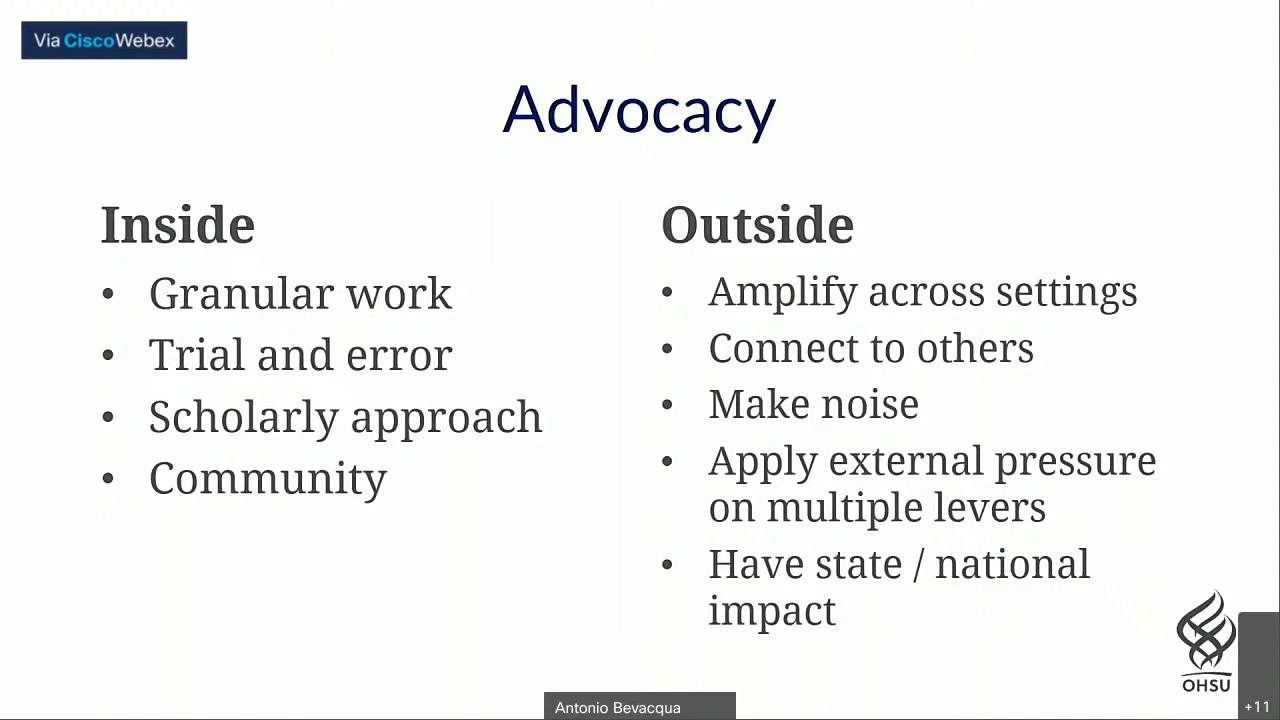 Via CiscoWebex
Advocacy
Inside
• Granular work
• Trial and error
• Scholarly approach
• Community
Outside
• Amplify across settings
• Connect to others
• Make noise
• Apply external pressure
on multiple levers
• Have state / national
impact
OHSU
Antonio Bevacqua
+11